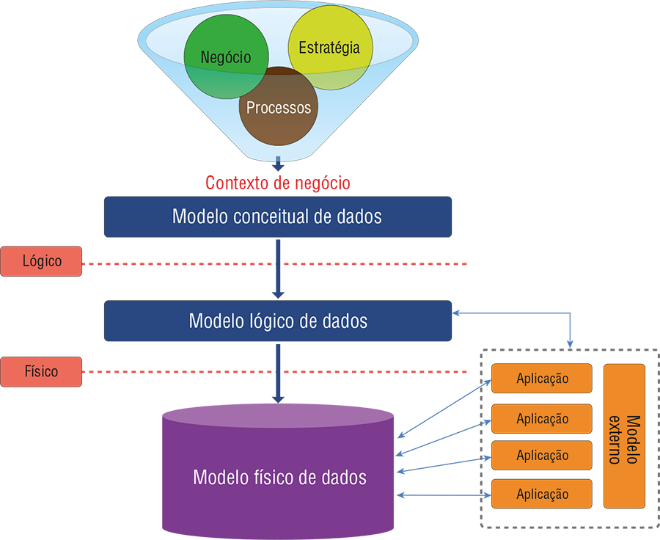 Negócio
Estratégia
Processos
Contexto de negócio
Modelo conceitual de dados
Lógico
Modelo lógico de dados
Físico
Modelo físico de dados
Aplicação
Aplicação
Aplicação
Aplicação
Modelo
externo